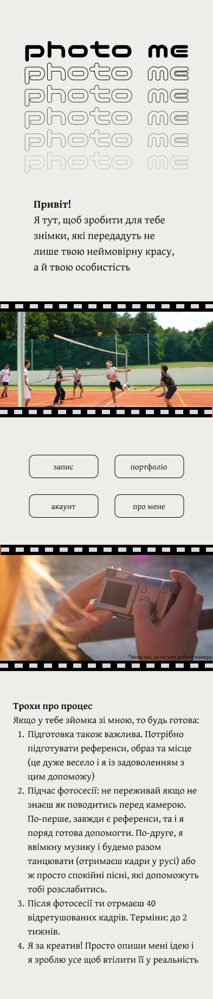 photo me
photo me
photo me
photo me
photo me
photo me
Привіт!
Я тут, щоб зробити для тебе
знімки, які передадуть не
лише твою неймовірну красу,
а й твою особистість
запис
портфоліо
акаунт
про мене
*якщо що, це не моя робоча камера
Трохи про процес
Якщо у тебе зйомка зі мною, то будь готова:
1. Підготовка також важлива. Потрібно
підготувати референси, образ та місце
(це дуже весело і я із задоволенням з
цим допоможу)
2. Підчас фотосесії: не переживай якщо не
знаєш як поводитись перед камерою.
По-перше, завжди є референси, та і я
поряд готова допомогти. По-друге, я
ввімкну музику і будемо разом
танцювати (отримаєш кадри у русі) або
ж просто спокійні пісні, які допоможуть
тобі розслабитись.
3. Після фотосесії ти отрмаєш 40
відретушованих кадрів. Терміни: до 2
тижнів.
4. Я за креатив! Просто опиши мені ідею і
я зроблю усе щоб втілити її у реальність